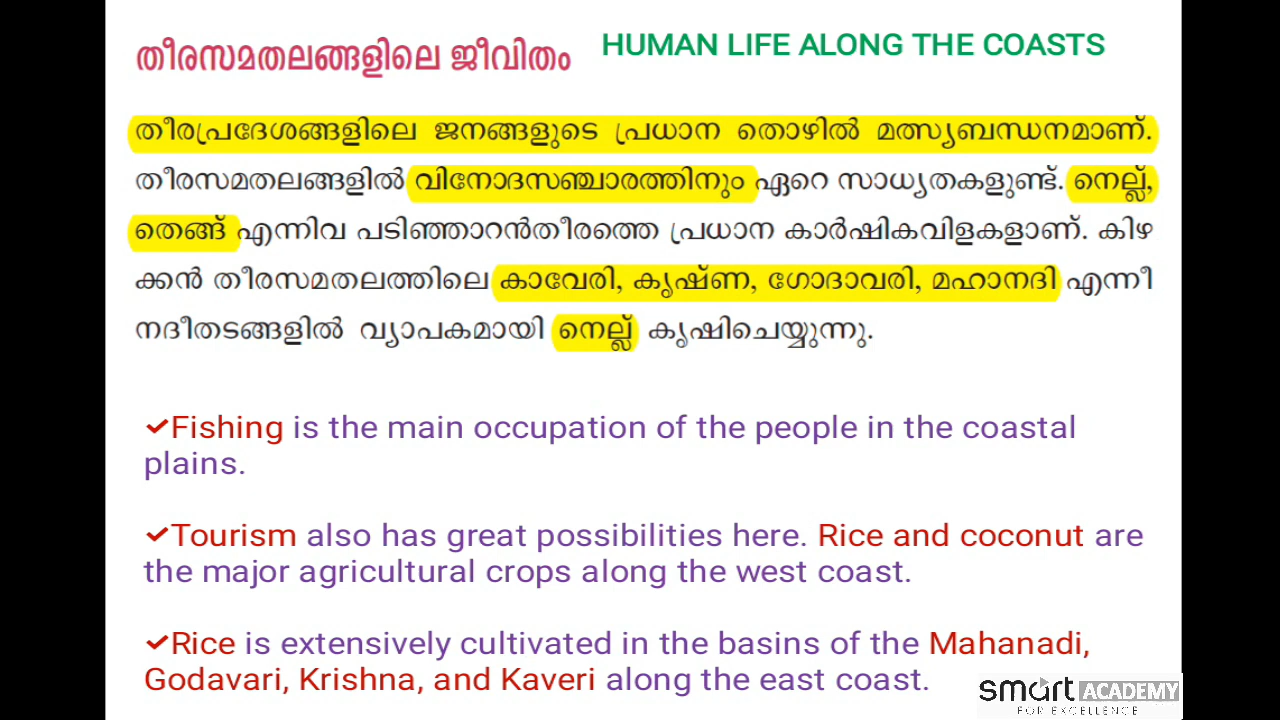 തീരസമതലങ്ങളിലെ ജീവിതം HUMAN LIFE ALONG THE COASTS
തീരപ്രദേശങ്ങളിലെ ജനങ്ങളുടെ പ്രധാന തൊഴിൽ മത്സ്യബന്ധനമാണ്.
തീരസമതലങ്ങളിൽ വിനോദസഞ്ചാരത്തിനും ഏറെ സാധ്യതകളുണ്ട്. നെല്ല്,
തെങ്ങ് എന്നിവ പടിഞ്ഞാറൻതീരത്തെ പ്രധാന കാർഷികവിളകളാണ്. കിഴ
ക്കൻ തീരസമതലത്തിലെ കാവേരി, കൃഷ്ണ, ഗോദാവരി, മഹാനദി എന്നീ
നദീതടങ്ങളിൽ വ്യാപകമായി നെല്ല് കൃഷിചെയ്യുന്നു.
✓Fishing is the main occupation of the people in the coastal
plains.
✓Tourism also has great possibilities here. Rice and coconut are
the major agricultural crops along the west coast.
✓Rice is extensively cultivated in the basins of the Mahanadi,
Godavari, Krishna, and Kaveri along the east coast.
smart ACADEMY
FOR EXCELLENCE